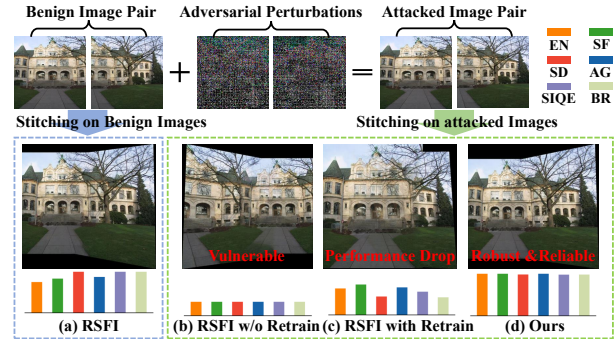 Benign Image Pair
Adversarial Perturbations
Attacked Image Pair
EN SF
SD AG
SIQE BR
Stitching on Benign Images
Stitching on attacked Images
Vulnerable
Performance Drop
Robust &Reliable
(a) RSFI
(b) RSFI w/o Retrain
(c) RSFI with Retrain
(d) Ours